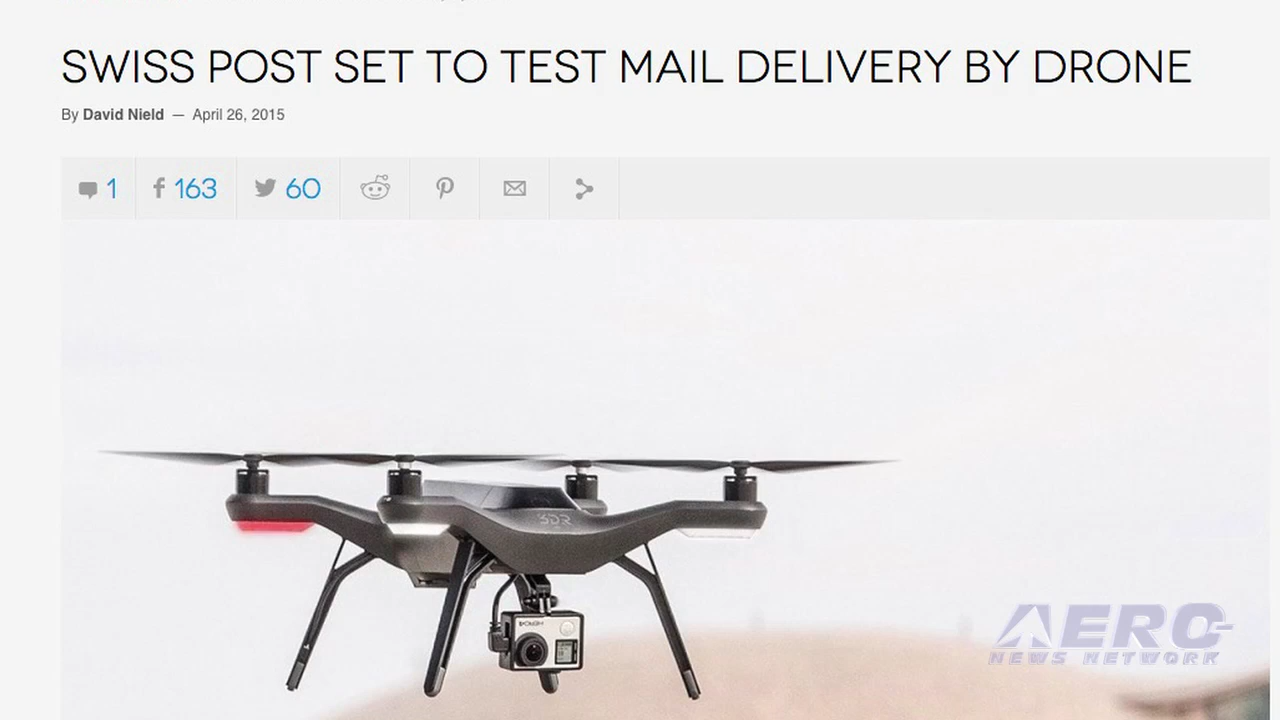 SWISS POST SET TO TEST MAIL DELIVERY BY DRONE
By David Nield — April 26, 2015
1 163 60
3DR
AERO
NEWS NETWORK